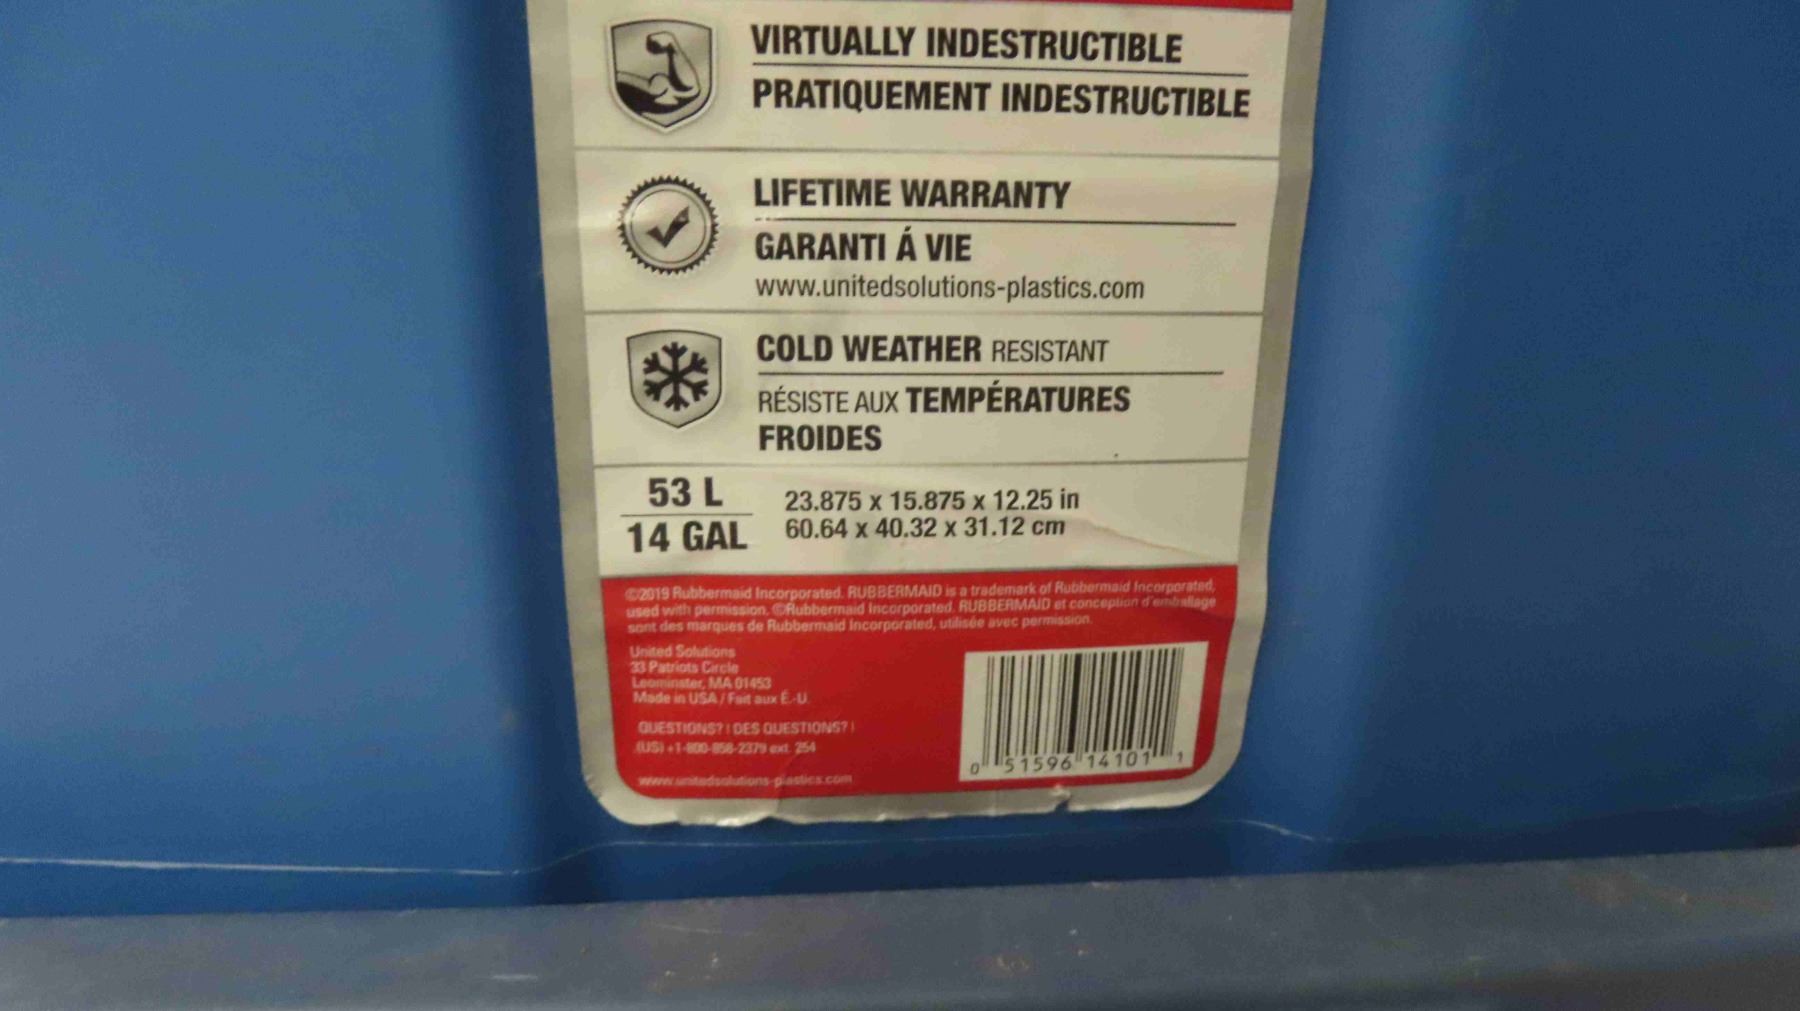 VIRTUALLY INDESTRUCTIBLE
PRATIQUEMENT INDESTRUCTIBLE
LIFETIME WARRANTY
GARANTI Á VIE
www.unitedsolutions-plastics.com
COLD WEATHER RESISTANT
RÉSISTE AUX TEMPÉRATURES
FROIDES
53 L
14 GAL
23.875 x 15.875 x 12.25 in
60.64 x 40.32 x 31.12 cm
©2019 Rubbermaid Incorporated. RUBBERMAID is a trademark of Rubbermaid Incorporated,
used with permission. ©Rubbermaid Incorporated. RUBBERMAID et conception d'emballage
sont des marques de Rubbermaid Incorporated, utilisée avec permission.
United Solutions
33 Patriots Circle
Leominster, MA 01453
Made in USA / Fait aux É.-U.
QUESTIONS? | DES QUESTIONS? |
(US) +1-800-858-2379 ext. 254
www.unitedsolutions-plastics.com
0 51596 14101 1